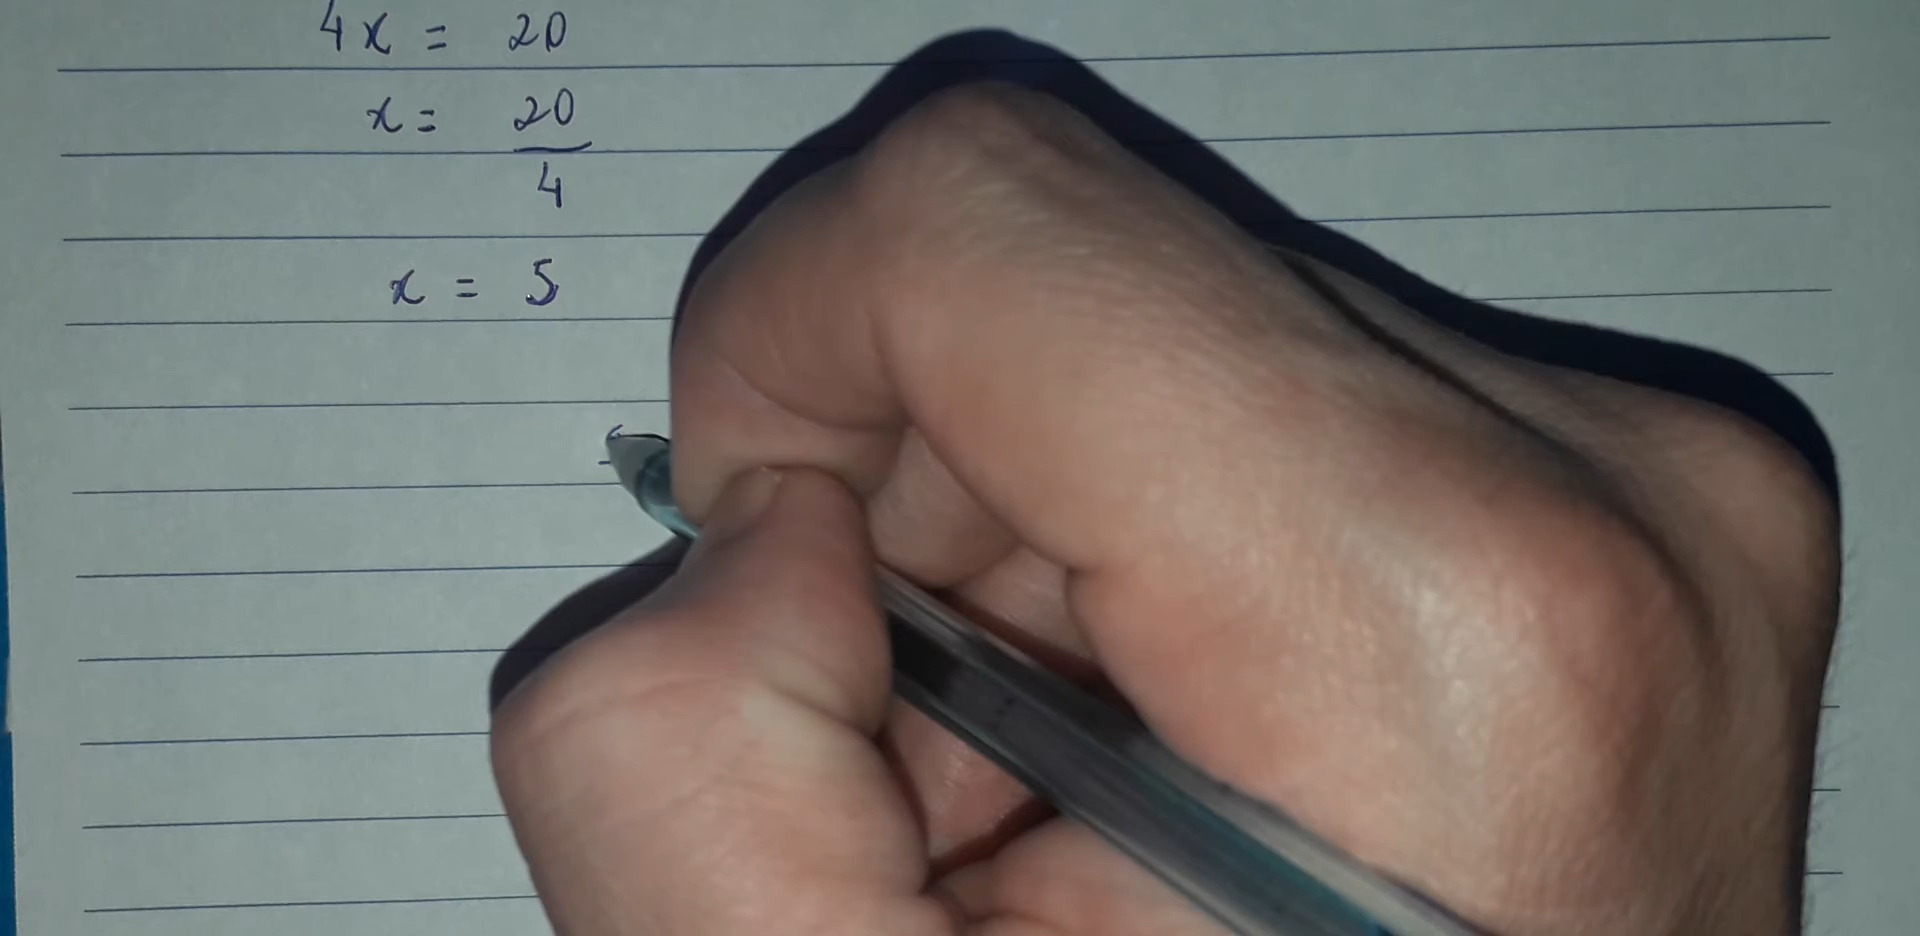 4x = 20
x = 20/4
x = 5